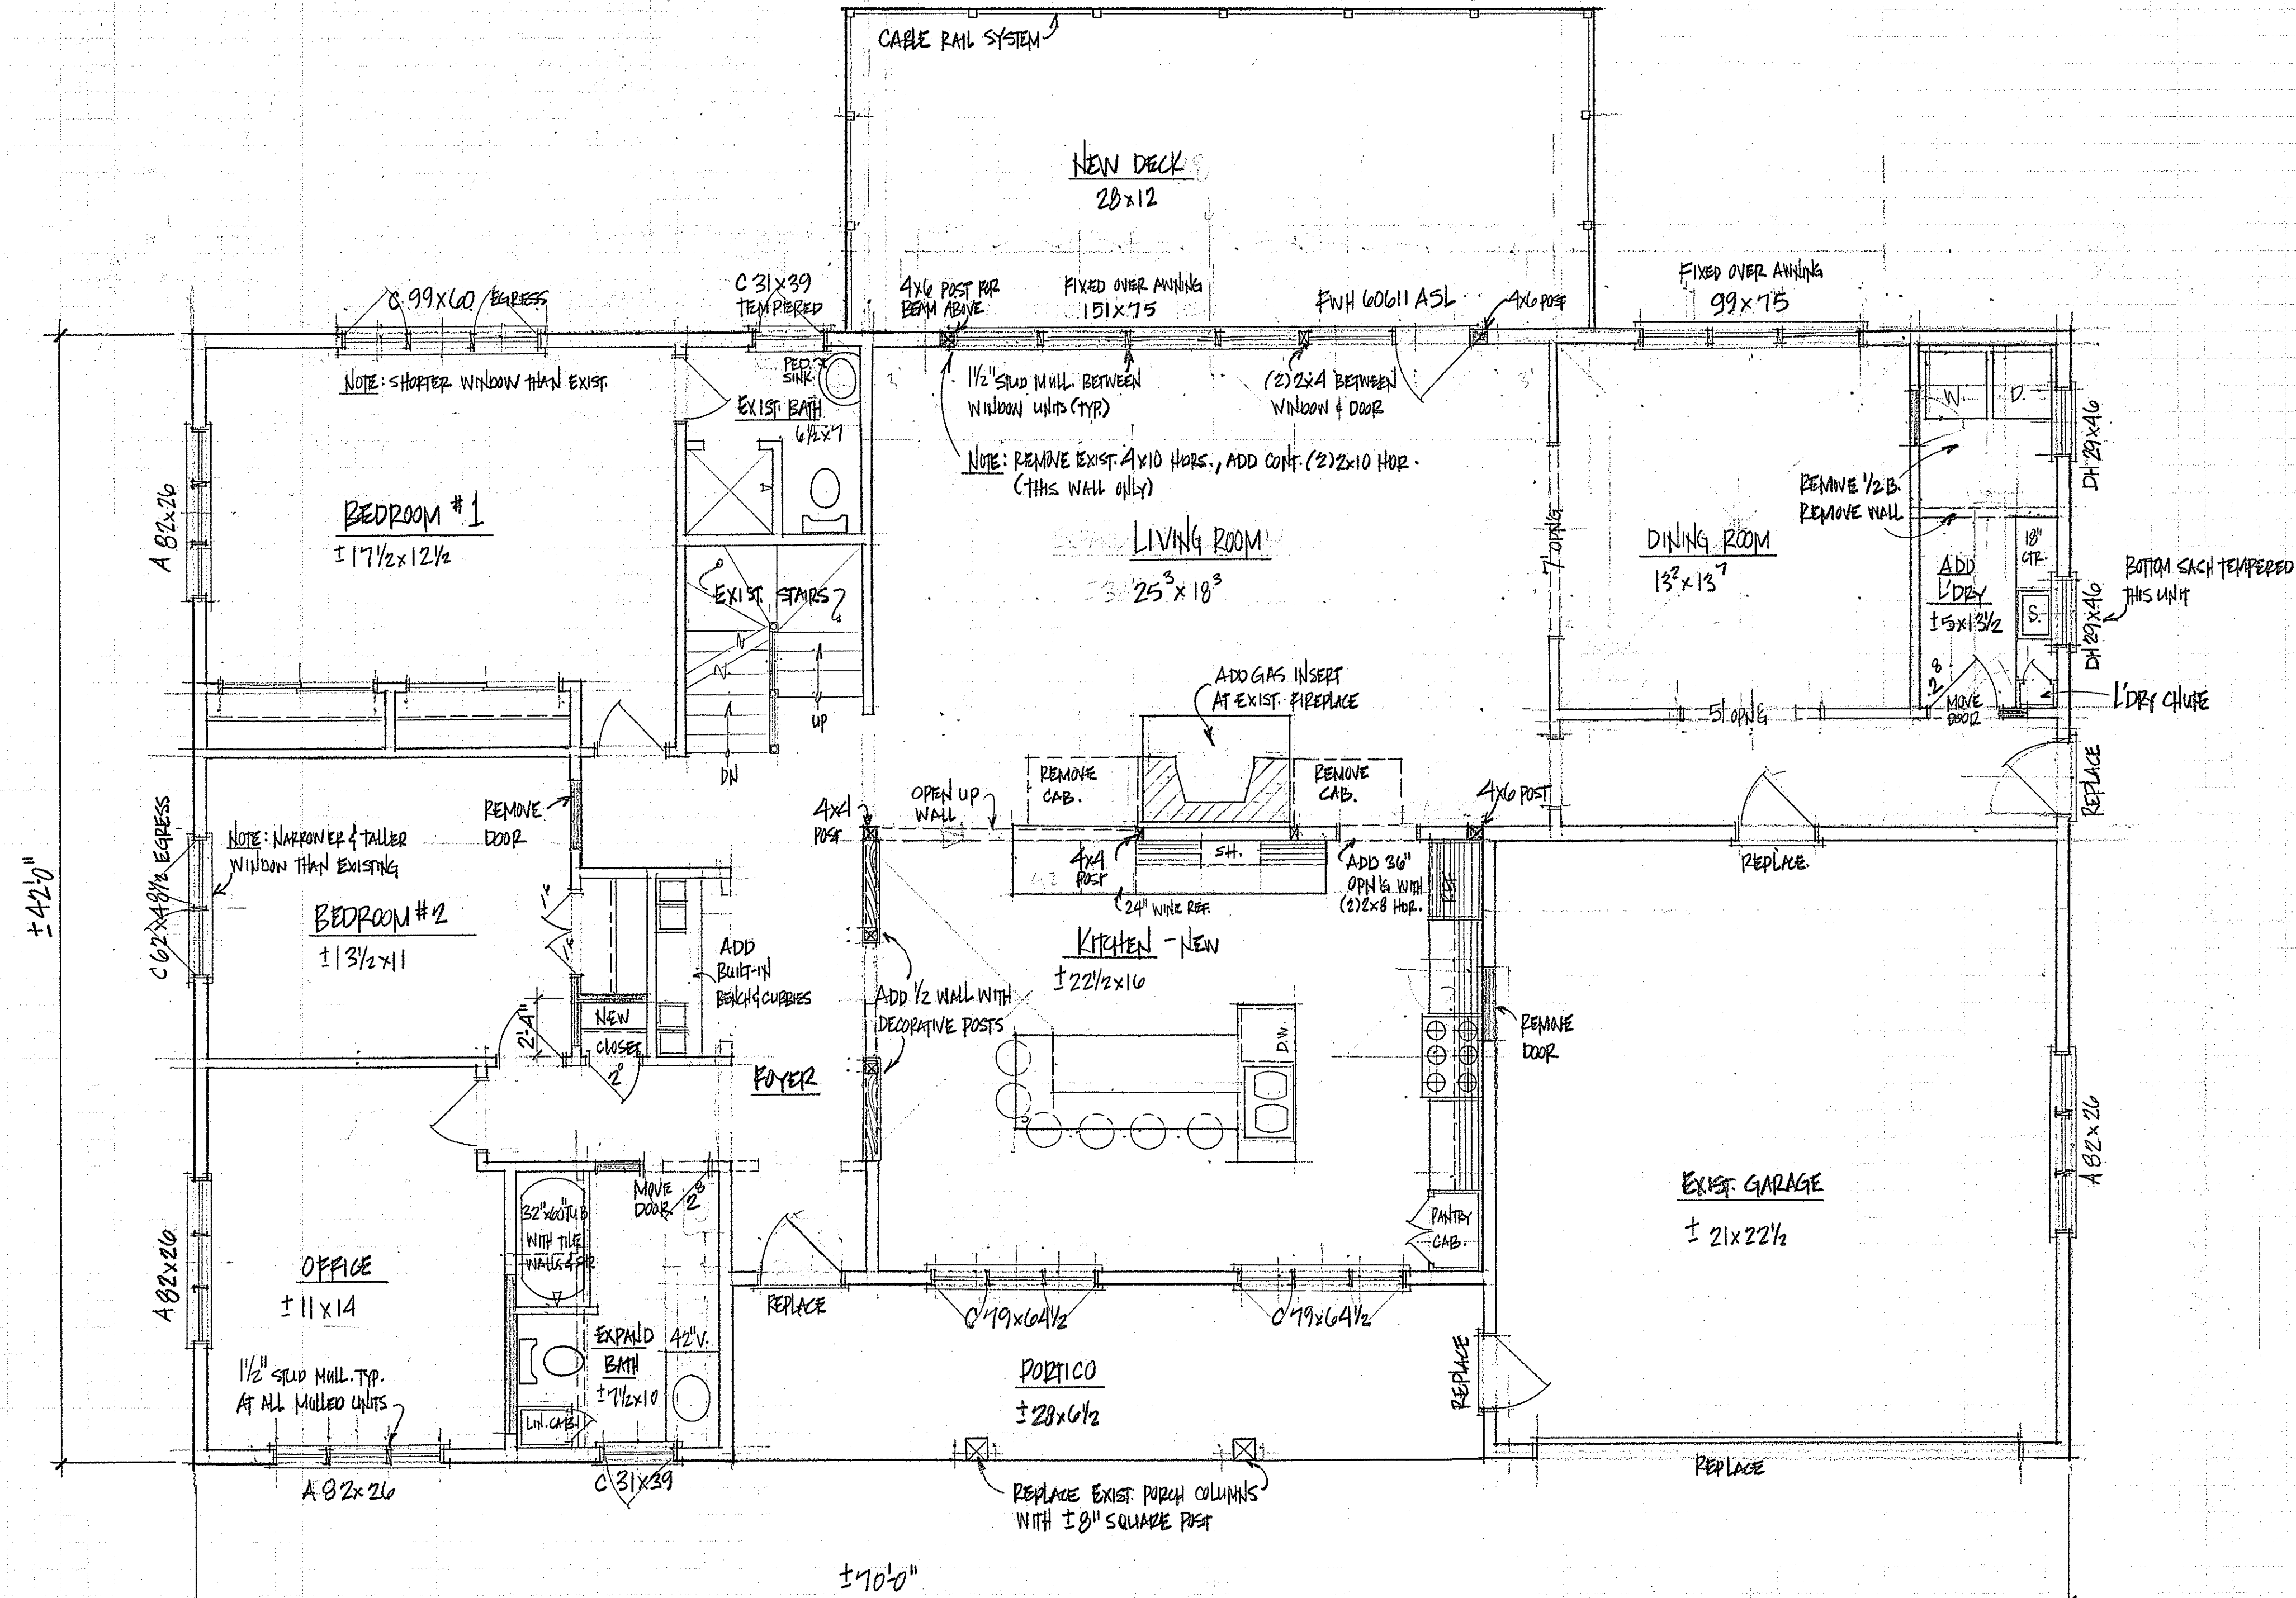 CABLE RAIL SYSTEM
NEW DECK
28x12
C 99x60 EGRESS
C 31x39
TEMPERED
4x6 POST FOR
BEAM ABOVE
FIXED OVER AWNING
151x75
FWH 60611 ASL
4x6 POST
FIXED OVER AWNING
99x75
NOTE: SHORTER WINDOW THAN EXIST.
PED.
SINK
EXIST. BATH
6½x7
1½" STUD MULL. BETWEEN
WINDOW UNITS (TYP.)
(2) 2x4 BETWEEN
WINDOW & DOOR
NOTE: REMOVE EXIST. 4x10 HDRS., ADD CONT. (2) 2x10 HDR.
(THIS WALL ONLY)
W.
D.
DH 29x46
A 82x26
BEDROOM #1
±17½x12½
REMOVE ½ B.
REMOVE WALL
LIVING ROOM
25³x18³
7' OPNG
DINING ROOM
13²x13⁷
18"
CTR.
ADD
L'DRY
±5x13½
S.
DH 29x46
BOTTOM SASH TEMPERED
THIS UNIT
EXIST. STAIRS
UP
DN
ADD GAS INSERT
AT EXIST. FIREPLACE
5' OPNG
2⁸
MOVE
DOOR
L'DRY CHUTE
REMOVE
CAB.
REMOVE
CAB.
REPLACE
±42'-0"
C 62x48½ EGRESS
NOTE: NARROWER & TALLER
WINDOW THAN EXISTING
REMOVE
DOOR
4x4
POST
OPEN UP
WALL
4x6 POST
4x4
POST
SH.
ADD 36"
OPN'G WITH
(2) 2x8 HDR.
REPLACE.
24" WINE REF.
REF.
BEDROOM #2
±13½x11
1'-6
1'-6
ADD
BUILT-IN
BENCH & CUBBIES
KITCHEN - NEW
±22½x16
ADD ½ WALL WITH
DECORATIVE POSTS
2'-4"
NEW
CLOSET
2⁰
D.W.
REMOVE
DOOR
FOYER
A 82x26
MOVE
DOOR
2⁸
32"x60" TUB
WITH TILE
WALLS
EXIST. GARAGE
±21x22½
PANTRY
CAB.
A 82x26
OFFICE
±11x14
REPLACE
C 79x64½
C 79x64½
EXPAND
BATH
±7½x10
42" V.
1½" STUD MULL. TYP.
AT ALL MULLED UNITS
LIN. CAB.
PORTICO
±28x6½
REPLACE
A 82x26
C 31x39
REPLACE EXIST. PORCH COLUMNS
WITH ±8" SQUARE POST
REPLACE
±70'-0"